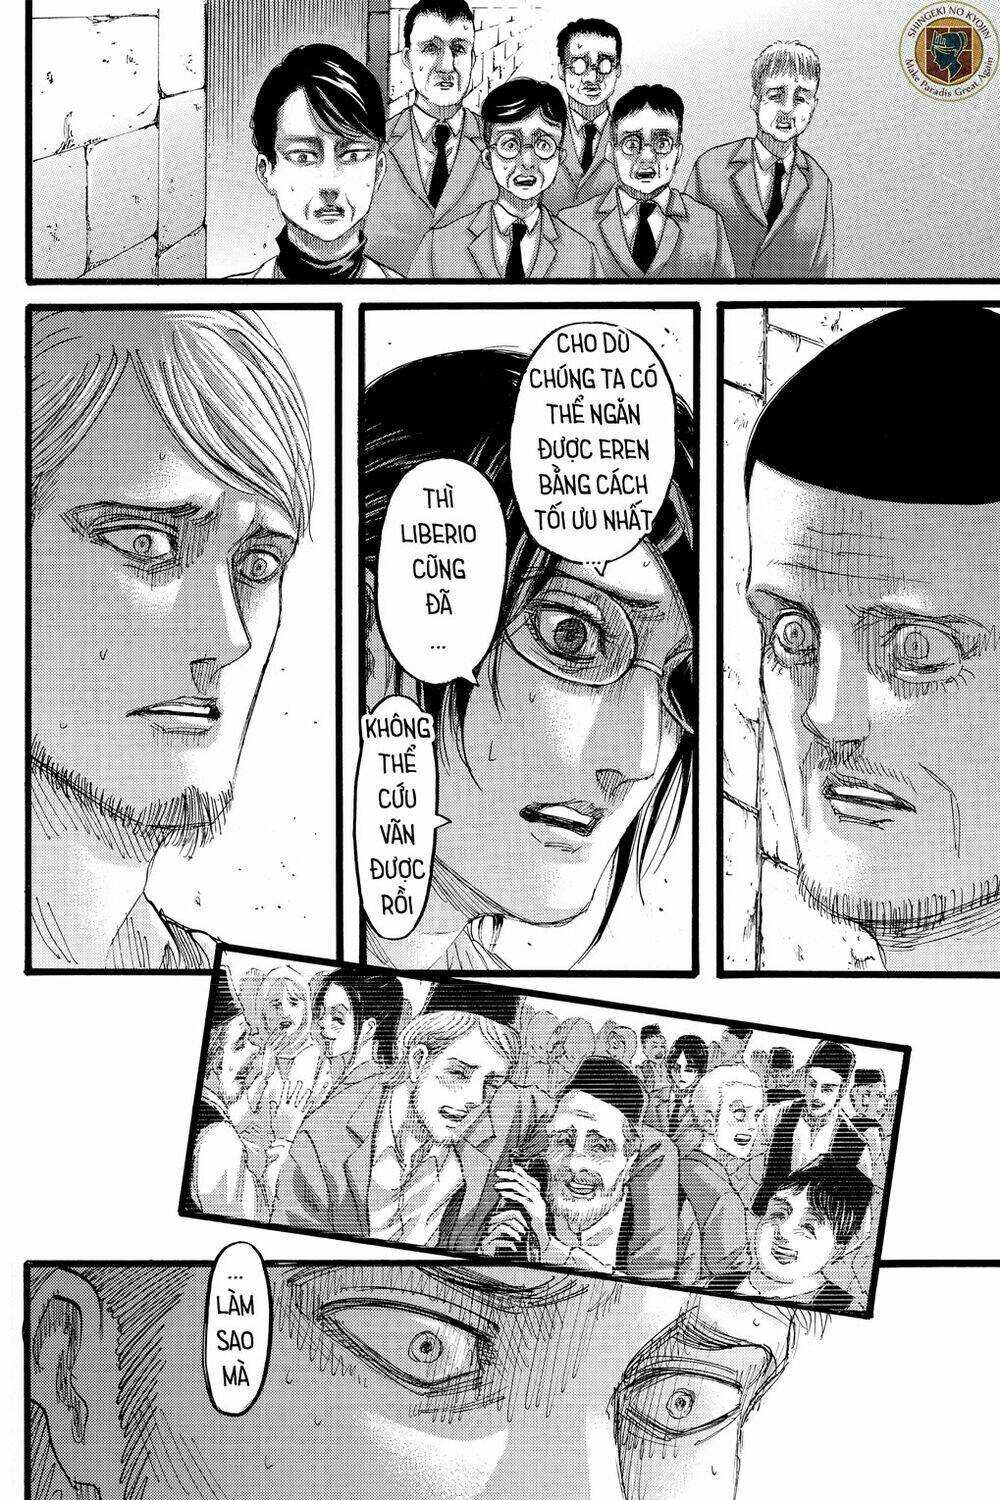 SHINGEKI NO KYOJIN
Make Paradis Great Again
CHO DÙ
CHÚNG TA CÓ
THỂ NGĂN
ĐƯỢC EREN
BẰNG CÁCH
TỐI ƯU NHẤT
...
THÌ
LIBERIO
CŨNG
ĐÃ
...
KHÔNG
THỂ
CỨU
VÃN
ĐƯỢC
RỒI
...
LÀM
SAO
MÀ